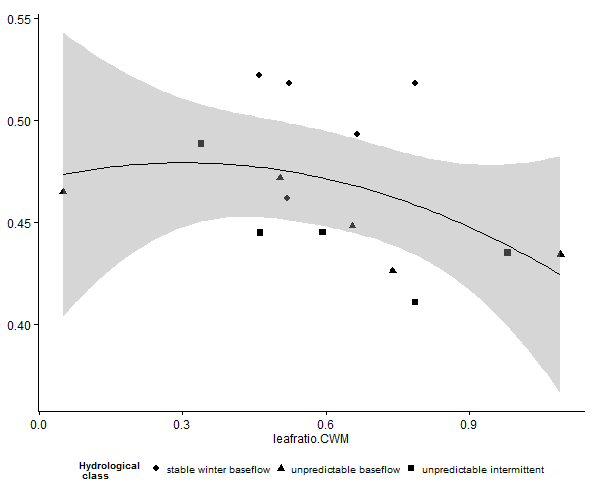 0.55
0.50
0.45
0.40
0.0 0.3 0.6 0.9
leafratio.CWM
Hydrological class stable winter baseflow unpredictable baseflow unpredictable intermittent